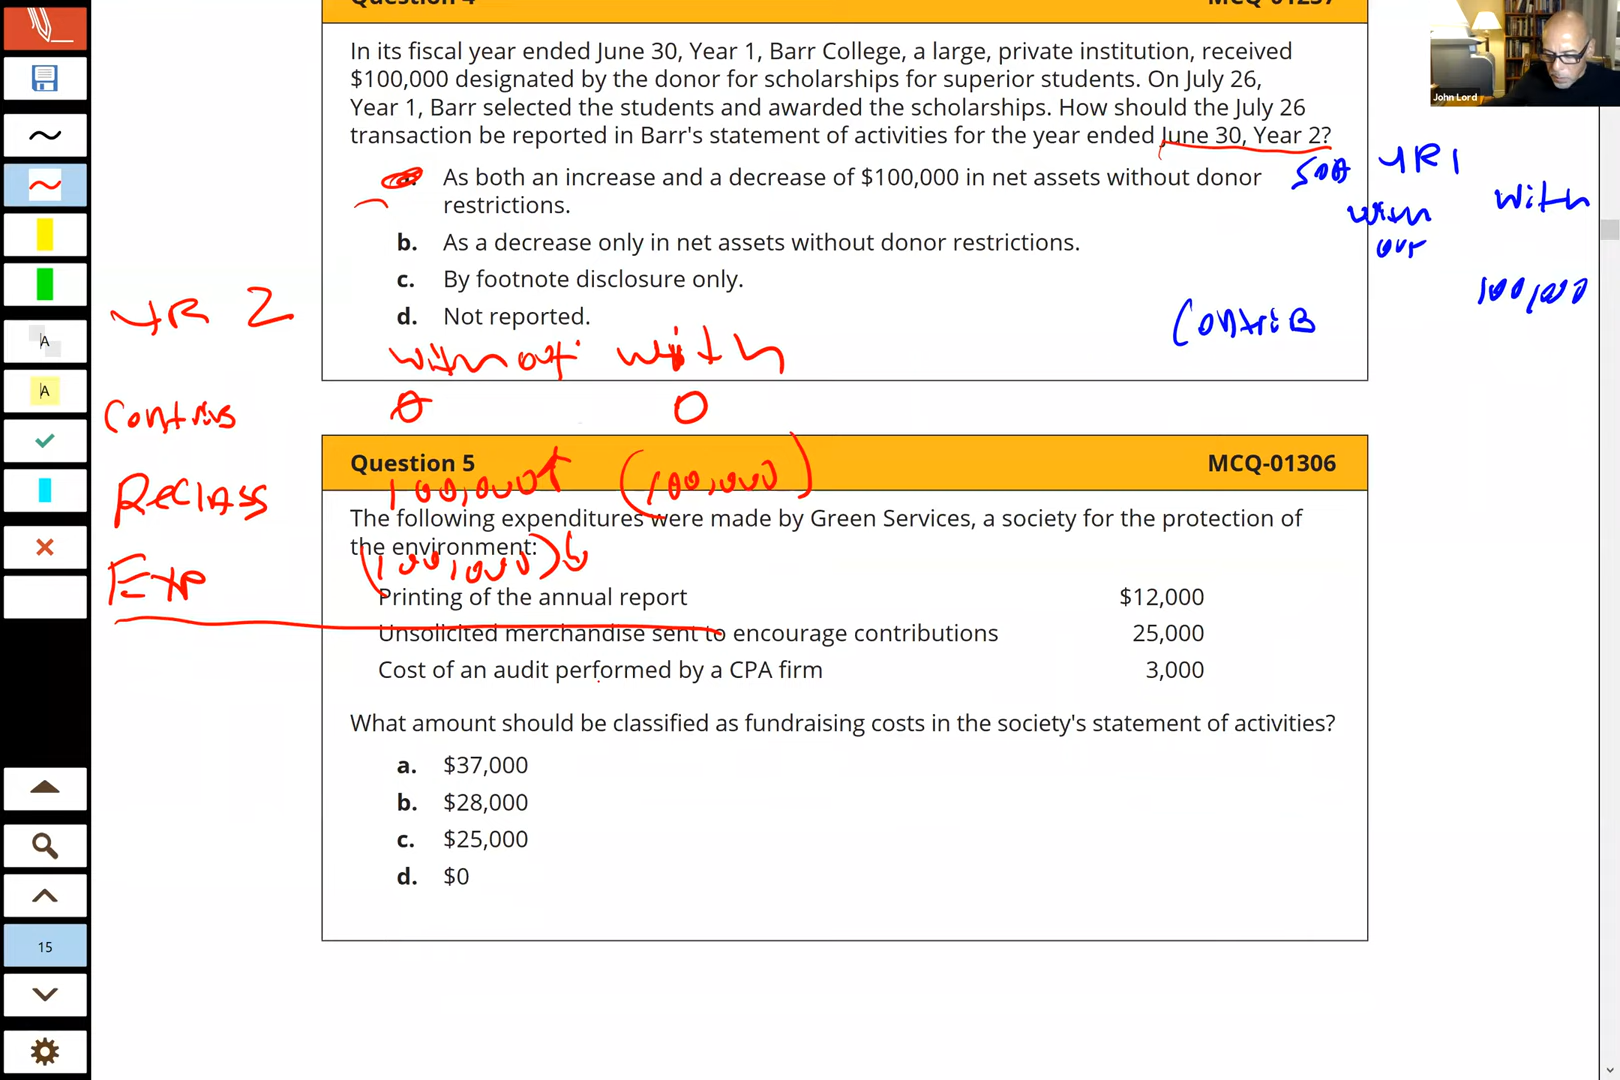 Question 4 MCQ-01237
In its fiscal year ended June 30, Year 1, Barr College, a large, private institution, received
$100,000 designated by the donor for scholarships for superior students. On July 26,
Year 1, Barr selected the students and awarded the scholarships. How should the July 26
transaction be reported in Barr's statement of activities for the year ended June 30, Year 2?
As both an increase and a decrease of $100,000 in net assets without donor
restrictions.
b. As a decrease only in net assets without donor restrictions.
c. By footnote disclosure only.
d. Not reported.
John Lord
SOA YR1
with
out
with
100,000
Contrib
YR 2
without with
Contribs 0 0
Reclass 100,000 (100,000)
Exp (100,000)
Question 5 MCQ-01306
The following expenditures were made by Green Services, a society for the protection of
the environment:
Printing of the annual report $12,000
Unsolicited merchandise sent to encourage contributions 25,000
Cost of an audit performed by a CPA firm 3,000
What amount should be classified as fundraising costs in the society's statement of activities?
a. $37,000
b. $28,000
c. $25,000
d. $0
A
A
15